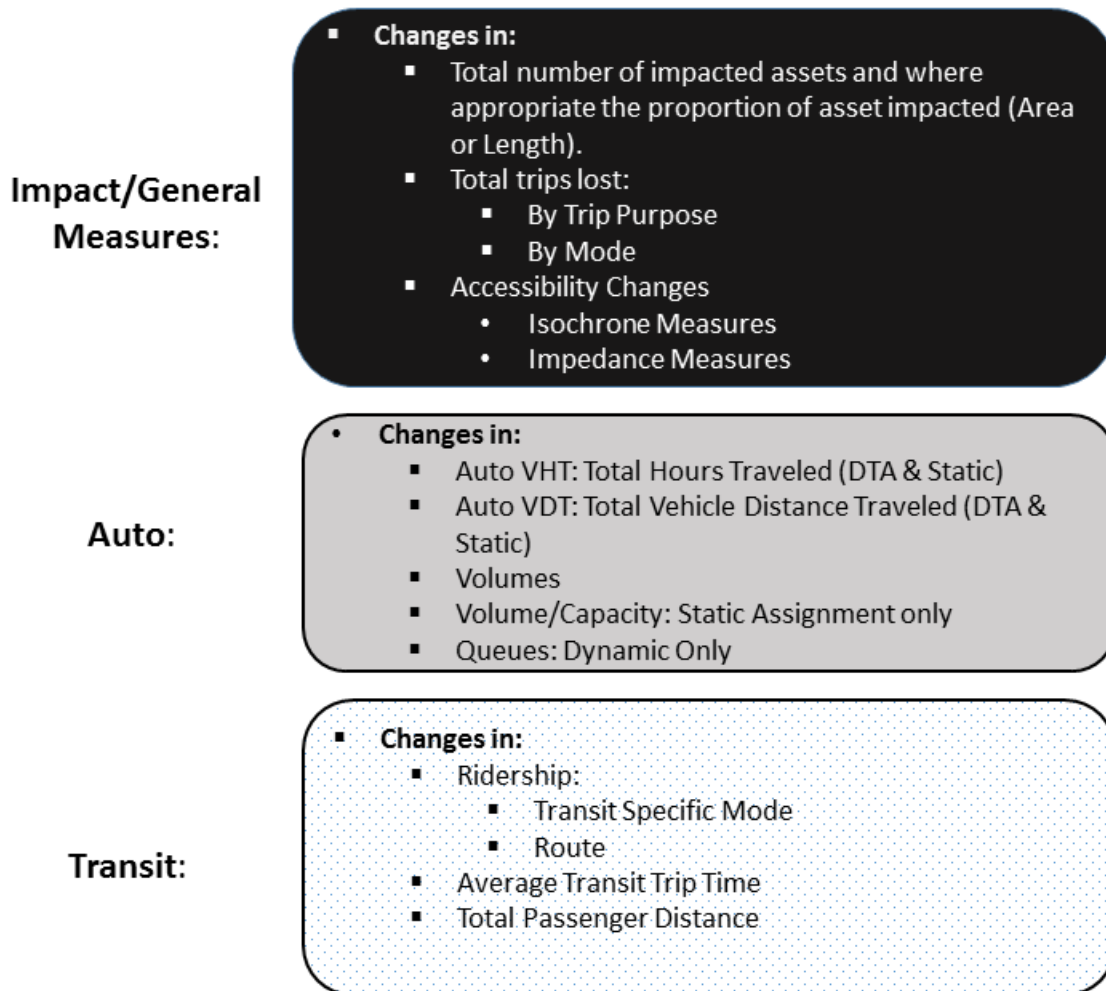 Impact/General
Measures:
▪ Changes in:
▪ Total number of impacted assets and where
appropriate the proportion of asset impacted (Area
or Length).
▪ Total trips lost:
▪ By Trip Purpose
▪ By Mode
▪ Accessibility Changes
• Isochrone Measures
• Impedance Measures
Auto:
• Changes in:
▪ Auto VHT: Total Hours Traveled (DTA & Static)
▪ Auto VDT: Total Vehicle Distance Traveled (DTA &
Static)
▪ Volumes
▪ Volume/Capacity: Static Assignment only
▪ Queues: Dynamic Only
Transit:
▪ Changes in:
▪ Ridership:
▪ Transit Specific Mode
▪ Route
▪ Average Transit Trip Time
▪ Total Passenger Distance